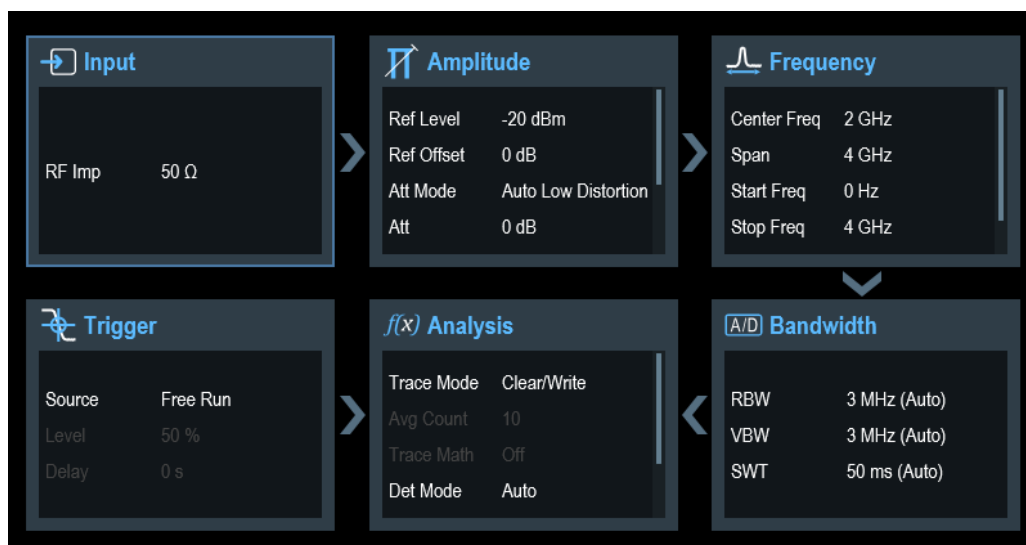 Input
RF Imp 50 Ω
Amplitude
Ref Level -20 dBm
Ref Offset 0 dB
Att Mode Auto Low Distortion
Att 0 dB
Frequency
Center Freq 2 GHz
Span 4 GHz
Start Freq 0 Hz
Stop Freq 4 GHz
Trigger
Source Free Run
Level 50 %
Delay 0 s
f(x) Analysis
Trace Mode Clear/Write
Avg Count 10
Trace Math Off
Det Mode Auto
A/D Bandwidth
RBW 3 MHz (Auto)
VBW 3 MHz (Auto)
SWT 50 ms (Auto)